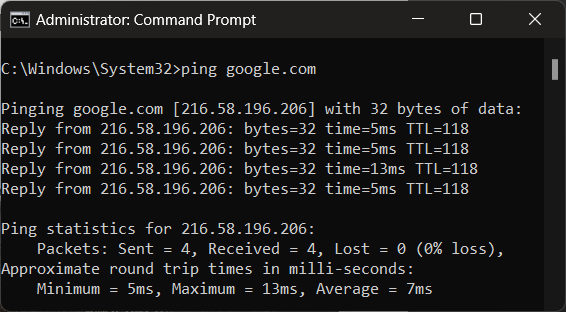 Administrator: Command Prompt
C:\Windows\System32>ping google.com
Pinging google.com [216.58.196.206] with 32 bytes of data:
Reply from 216.58.196.206: bytes=32 time=5ms TTL=118
Reply from 216.58.196.206: bytes=32 time=5ms TTL=118
Reply from 216.58.196.206: bytes=32 time=13ms TTL=118
Reply from 216.58.196.206: bytes=32 time=5ms TTL=118
Ping statistics for 216.58.196.206:
    Packets: Sent = 4, Received = 4, Lost = 0 (0% loss),
Approximate round trip times in milli-seconds:
    Minimum = 5ms, Maximum = 13ms, Average = 7ms